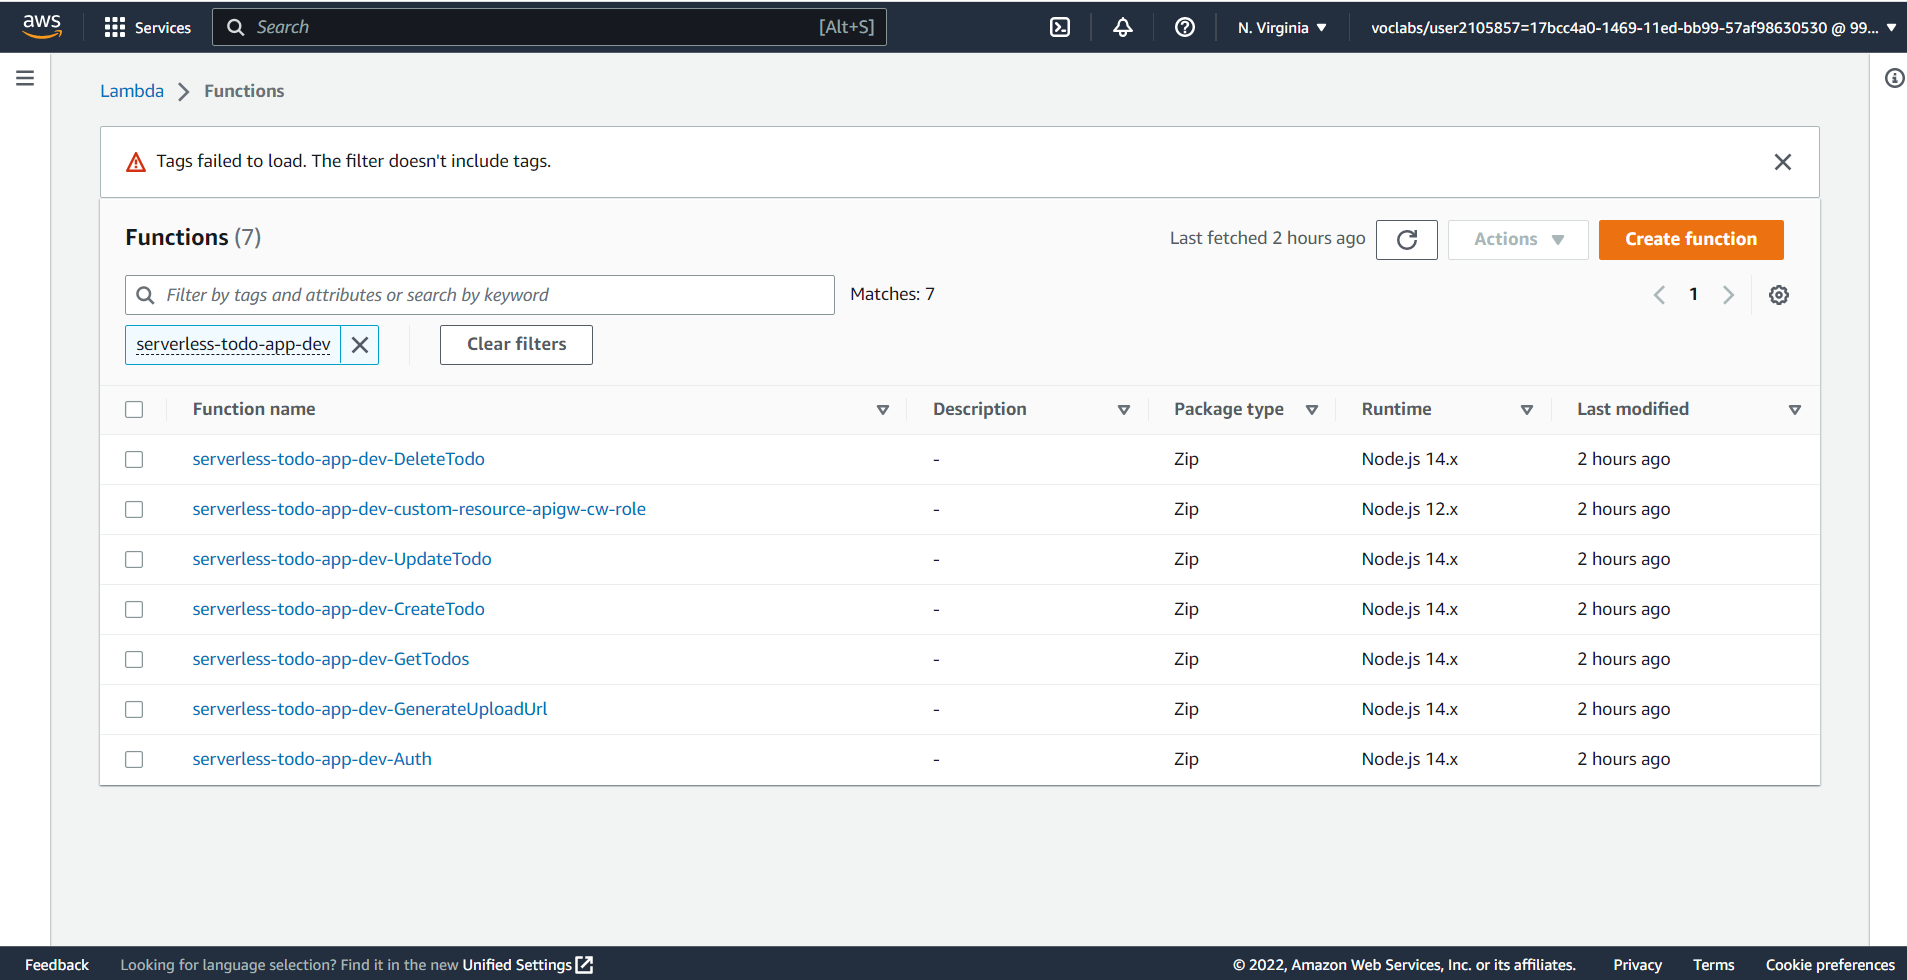 aws Services Search [Alt+S] N. Virginia ▼ voclabs/user2105857=17bcc4a0-1469-11ed-bb99-57af98630530 @ 99... ▼
Lambda > Functions
Tags failed to load. The filter doesn't include tags.
Functions (7) Last fetched 2 hours ago Actions ▼ Create function
Filter by tags and attributes or search by keyword Matches: 7 < 1 >
serverless-todo-app-dev Clear filters
Function name Description Package type Runtime Last modified
serverless-todo-app-dev-DeleteTodo - Zip Node.js 14.x 2 hours ago
serverless-todo-app-dev-custom-resource-apigw-cw-role - Zip Node.js 12.x 2 hours ago
serverless-todo-app-dev-UpdateTodo - Zip Node.js 14.x 2 hours ago
serverless-todo-app-dev-CreateTodo - Zip Node.js 14.x 2 hours ago
serverless-todo-app-dev-GetTodos - Zip Node.js 14.x 2 hours ago
serverless-todo-app-dev-GenerateUploadUrl - Zip Node.js 14.x 2 hours ago
serverless-todo-app-dev-Auth - Zip Node.js 14.x 2 hours ago
Feedback Looking for language selection? Find it in the new Unified Settings © 2022, Amazon Web Services, Inc. or its affiliates. Privacy Terms Cookie preferences